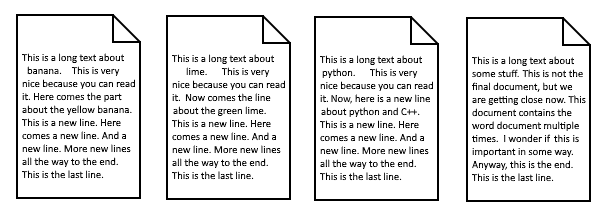 This is a long text about
banana. This is very
nice because you can read
it. Here comes the part
about the yellow banana.
This is a new line. Here
comes a new line. And a
new line. More new lines
all the way to the end.
This is the last line.
This is a long text about
lime. This is very
nice because you can read
it. Now comes the line
about the green lime.
This is a new line. Here
comes a new line. And a
new line. More new lines
all the way to the end.
This is the last line.
This is a long text about
python. This is very
nice because you can read
it. Now, here is a new line
about python and C++.
This is a new line. Here
comes a new line. And a
new line. More new lines
all the way to the end.
This is the last line.
This is a long text about
some stuff. This is not the
final document, but we
are getting close now. This
document contains the
word document multiple
times. I wonder if this is
important in some way.
Anyway, this is the end.
This is the last line.